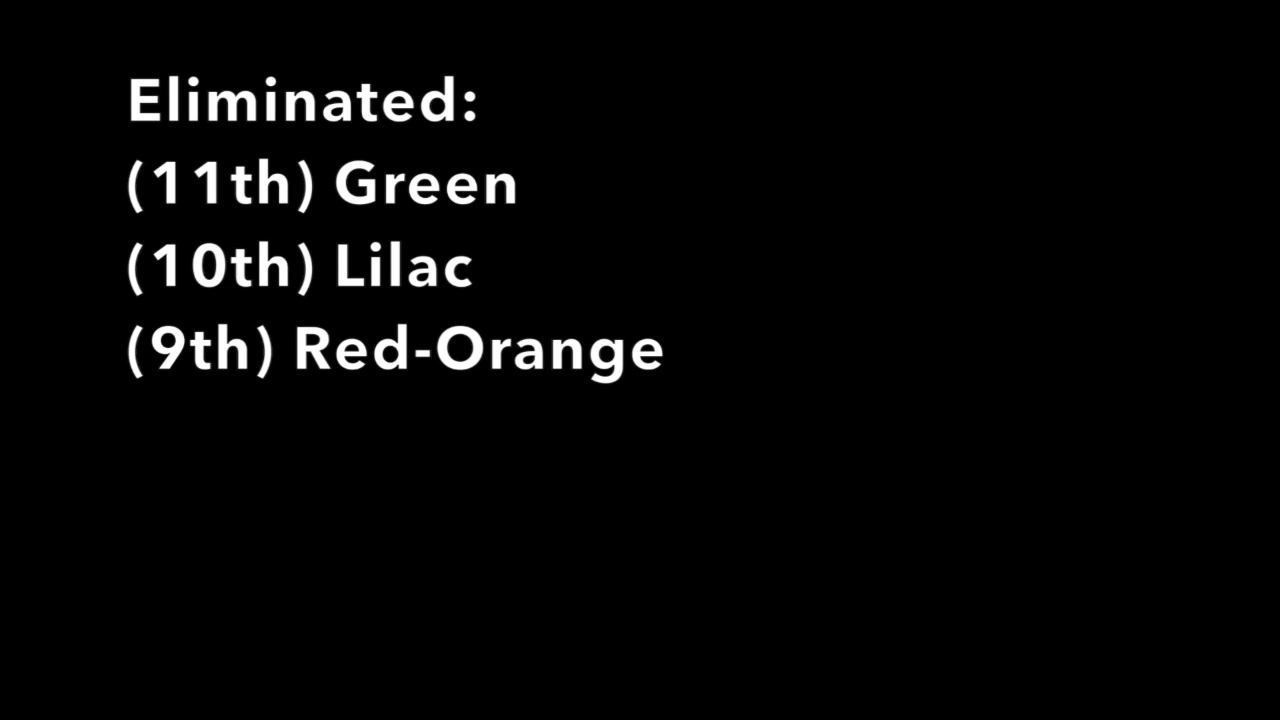 Eliminated:
(11th) Green
(10th) Lilac
(9th) Red-Orange